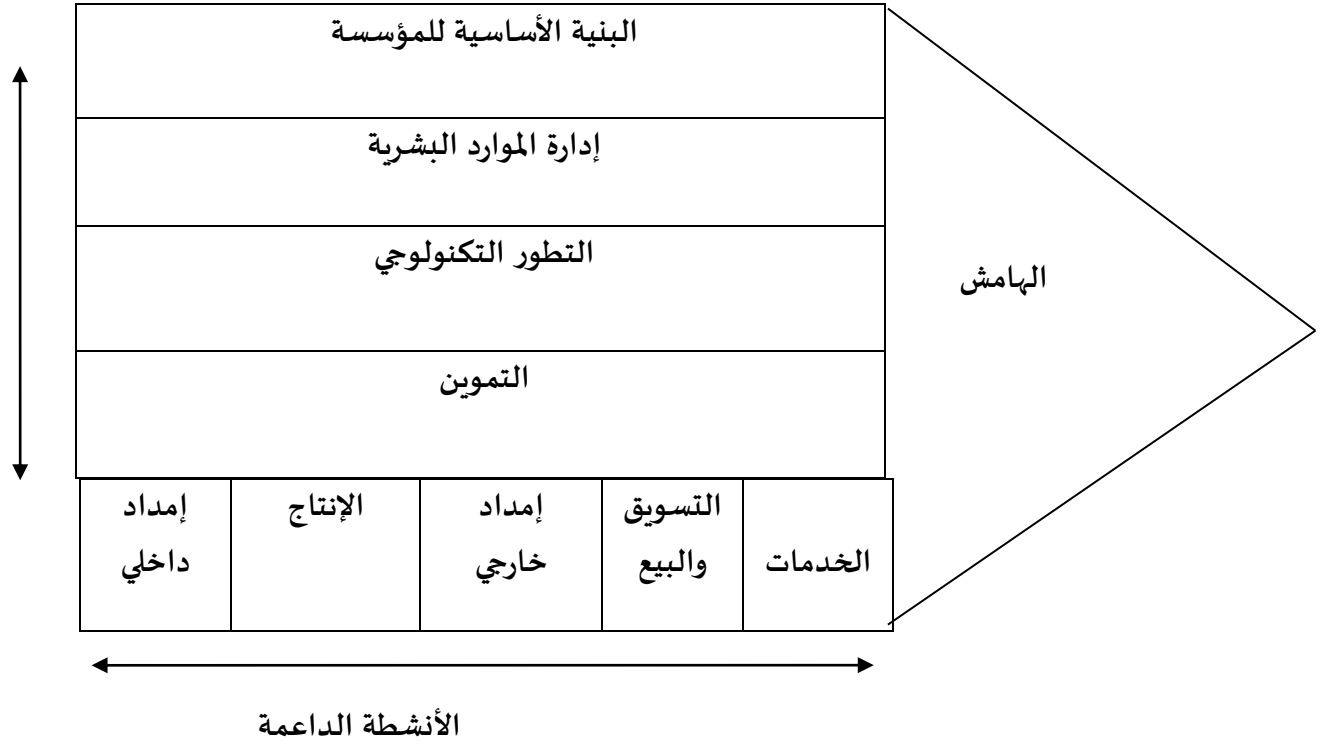 البنية الأساسية للمؤسسة
إدارة الموارد البشرية
التطور التكنولوجي
الهامش
التموين
إمداد
داخلي
الإنتاج
إمداد
خارجي
التسويق
والبيع
الخدمات
الأنشطة الداعمة